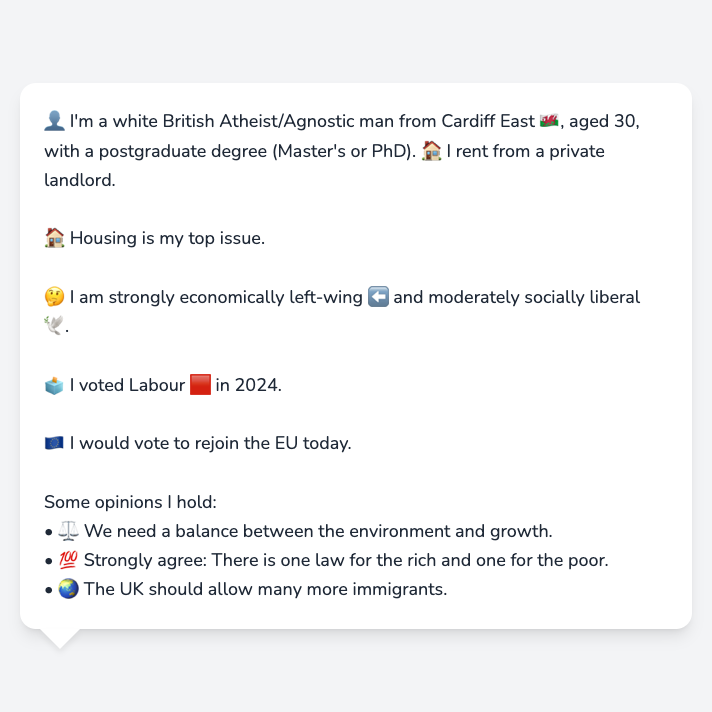 👤 I'm a white British Atheist/Agnostic man from Cardiff East 🏴󠁧󠁢󠁷󠁬󠁳󠁿, aged 30,
with a postgraduate degree (Master's or PhD). 🏠 I rent from a private
landlord.
🏠 Housing is my top issue.
🤔 I am strongly economically left-wing ⬅️ and moderately socially liberal
🕊️.
🗳️ I voted Labour 🟥 in 2024.
🇪🇺 I would vote to rejoin the EU today.
Some opinions I hold:
• ⚖️ We need a balance between the environment and growth.
• 💯 Strongly agree: There is one law for the rich and one for the poor.
• 🌏 The UK should allow many more immigrants.